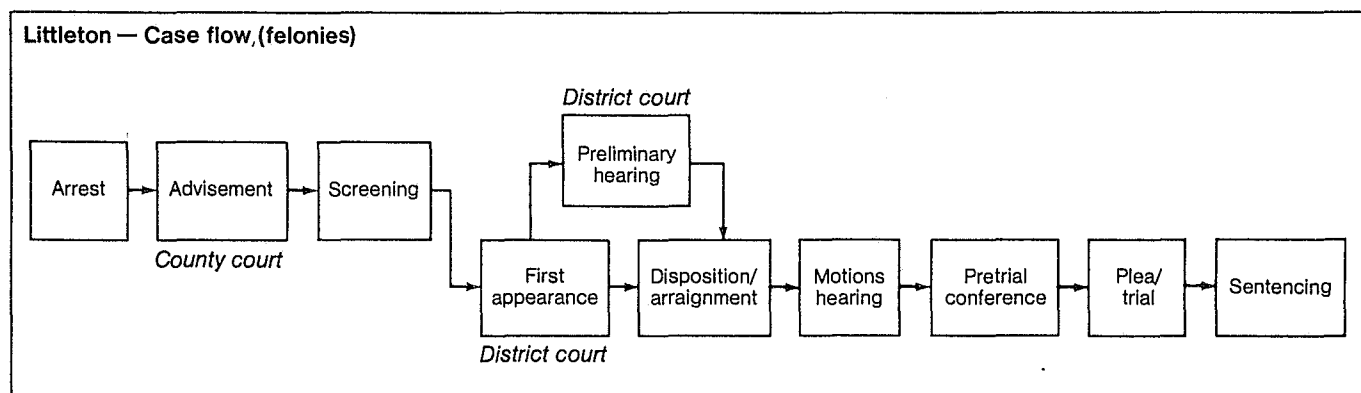 Littleton — Case flow, (felonies)
Arrest
Advisement
County court
Screening
First
appearance
District court
District court
Preliminary
hearing
Disposition/
arraignment
Motions
hearing
Pretrial
conference
Plea/
trial
Sentencing